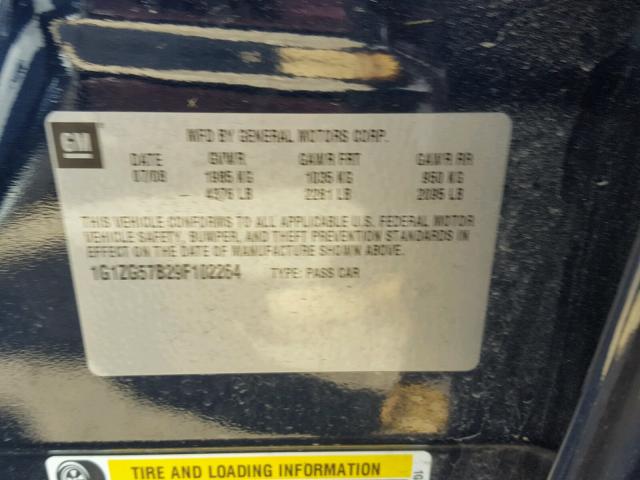 GM
MFD BY GENERAL MOTORS CORP.
DATE GVWR GAWR FRT GAWR RR
07/08 1985 KG 1035 KG 950 KG
4376 LB 2281 LB 2095 LB
THIS VEHICLE CONFORMS TO ALL APPLICABLE U.S. FEDERAL MOTOR
VEHICLE SAFETY, BUMPER, AND THEFT PREVENTION STANDARDS IN
EFFECT ON THE DATE OF MANUFACTURE SHOWN ABOVE.
1G1ZG57B29F102264 TYPE: PASS CAR
TIRE AND LOADING INFORMATION